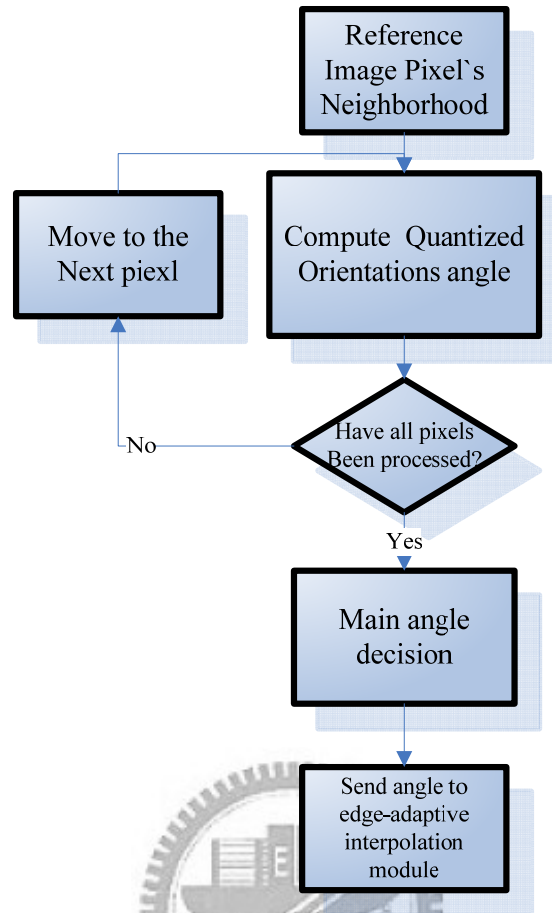 Reference
Image Pixel`s
Neighborhood
Move to the
Next piexl
Compute Quantized
Orientations angle
Have all pixels
Been processed?
No
Yes
Main angle
decision
Send angle to
edge-adaptive
interpolation
module